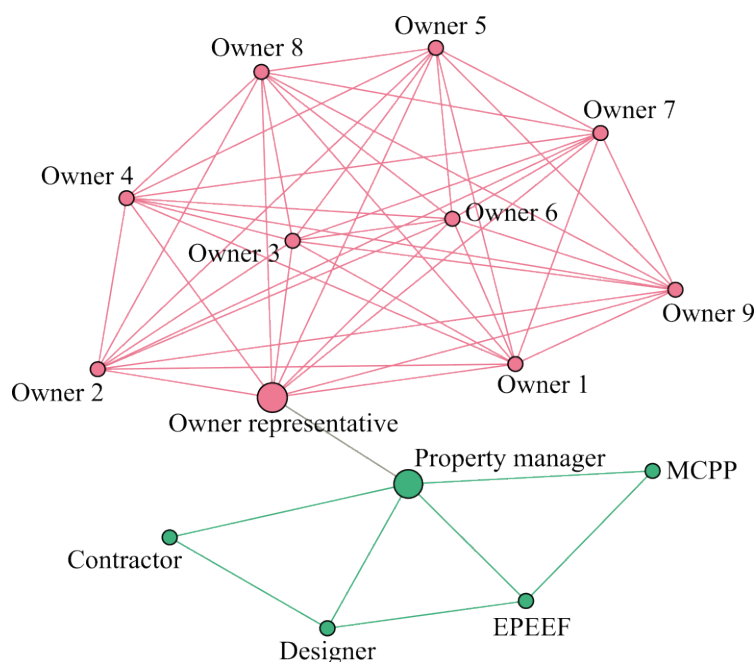 Owner 5
Owner 8
Owner 7
Owner 4
Owner 6
Owner 3
Owner 9
Owner 1
Owner 2
Owner representative
Property manager
MCPP
Contractor
EPEEF
Designer